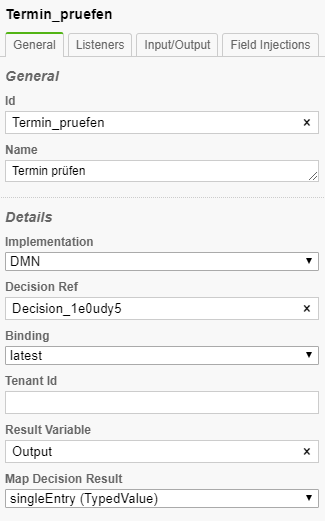 Termin_pruefen
General Listeners Input/Output Field Injections
General
Id
Termin_pruefen ×
Name
Termin prüfen
Details
Implementation
DMN
Decision Ref
Decision_1e0udy5 ×
Binding
latest
Tenant Id
Result Variable
Output ×
Map Decision Result
singleEntry (TypedValue)